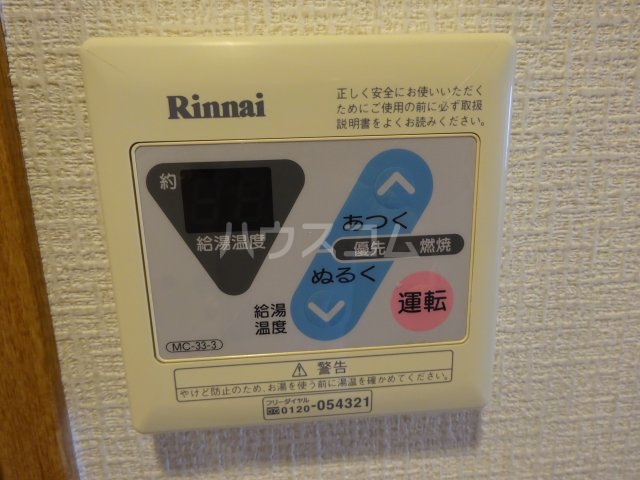 Rinnai
正しく安全にお使いいただく
ためにご使用の前に必ず取扱
説明書をよくお読みください。
約
給湯温度
あつく
優先
燃焼
ぬるく
給湯
温度
運転
MC-33-3
ハウスコム
⚠ 警告
やけど防止のため、お湯を使う前に湯温を確かめてください。
フリーダイヤル
0120-054321